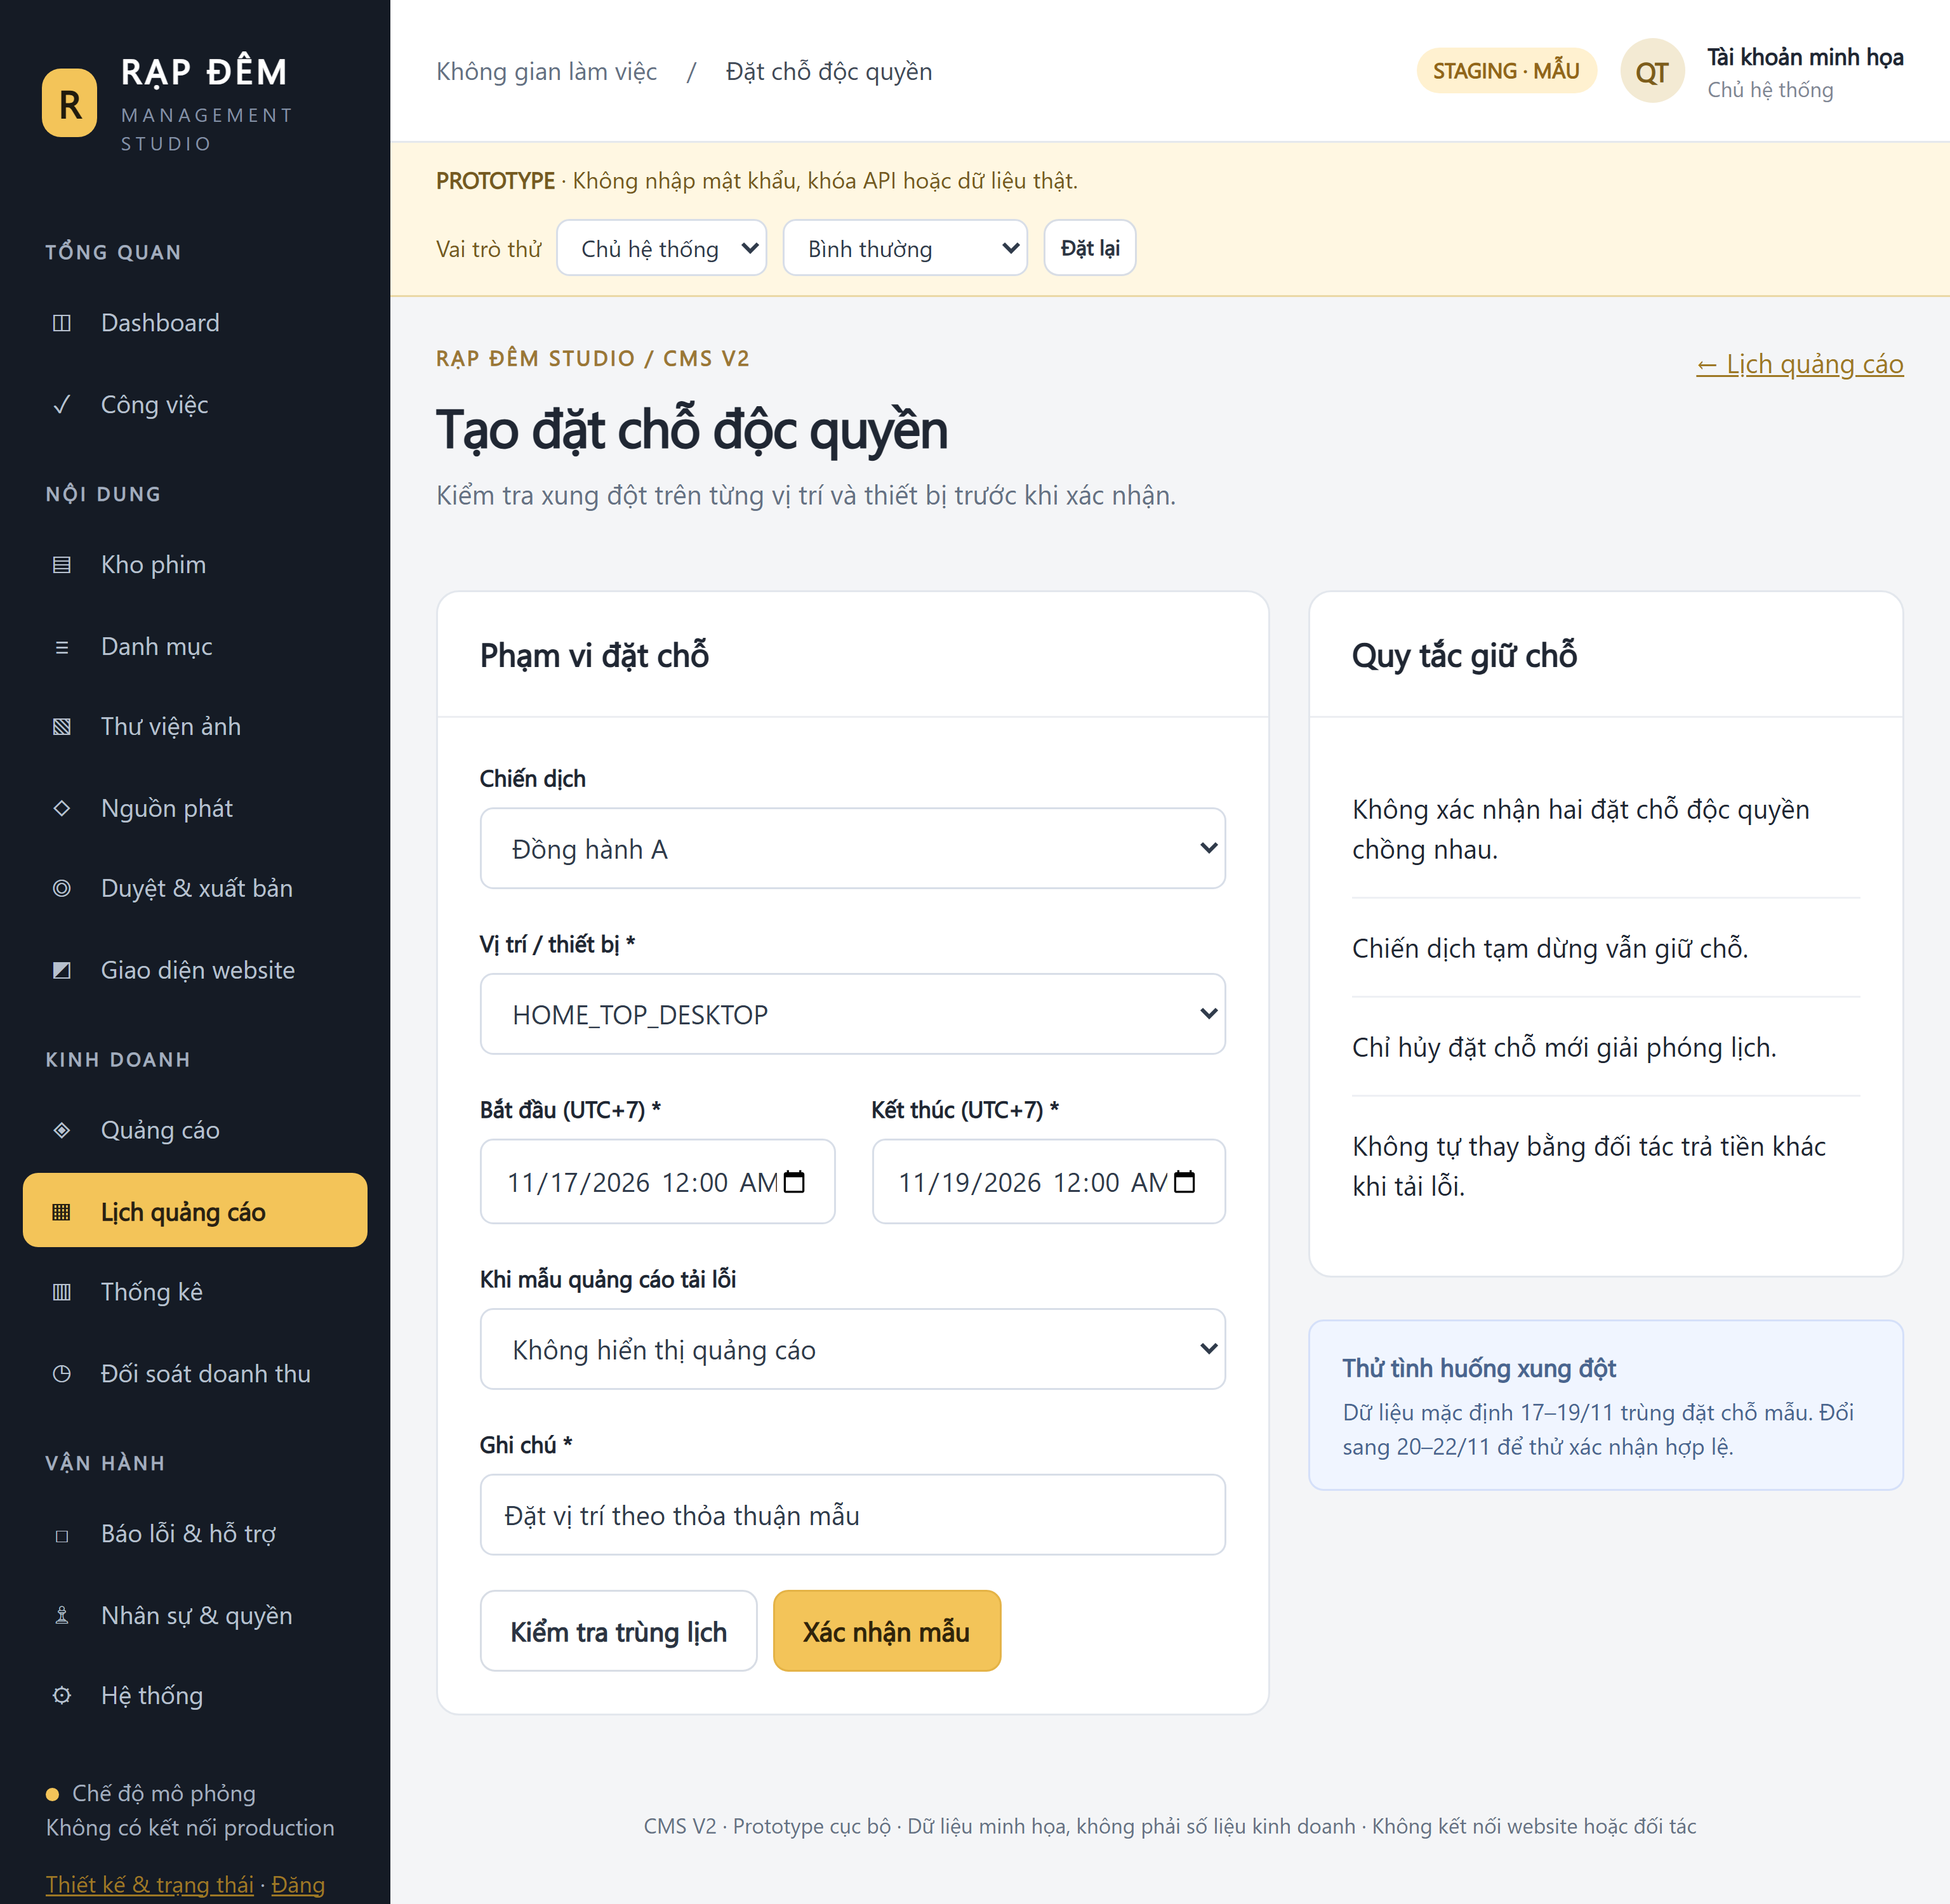 R
RẠP ĐÊM
MANAGEMENT
STUDIO
TỔNG QUAN
Dashboard
Công việc
NỘI DUNG
Kho phim
Danh mục
Thư viện ảnh
Nguồn phát
Duyệt & xuất bản
Giao diện website
KINH DOANH
Quảng cáo
Lịch quảng cáo
Thống kê
Đối soát doanh thu
VẬN HÀNH
Báo lỗi & hỗ trợ
Nhân sự & quyền
Hệ thống
Chế độ mô phỏng
Không có kết nối production
Thiết kế & trạng thái · Đăng
Không gian làm việc / Đặt chỗ độc quyền
STAGING · MẪU
QT
Tài khoản minh họa
Chủ hệ thống
PROTOTYPE · Không nhập mật khẩu, khóa API hoặc dữ liệu thật.
Vai trò thử Chủ hệ thống Bình thường Đặt lại
RẠP ĐÊM STUDIO / CMS V2
← Lịch quảng cáo
Tạo đặt chỗ độc quyền
Kiểm tra xung đột trên từng vị trí và thiết bị trước khi xác nhận.
Phạm vi đặt chỗ
Chiến dịch
Đồng hành A
Vị trí / thiết bị *
HOME_TOP_DESKTOP
Bắt đầu (UTC+7) * Kết thúc (UTC+7) *
11/17/2026 12:00 AM 11/19/2026 12:00 AM
Khi mẫu quảng cáo tải lỗi
Không hiển thị quảng cáo
Ghi chú *
Đặt vị trí theo thỏa thuận mẫu
Kiểm tra trùng lịch Xác nhận mẫu
Quy tắc giữ chỗ
Không xác nhận hai đặt chỗ độc quyền
chồng nhau.
Chiến dịch tạm dừng vẫn giữ chỗ.
Chỉ hủy đặt chỗ mới giải phóng lịch.
Không tự thay bằng đối tác trả tiền khác
khi tải lỗi.
Thử tình huống xung đột
Dữ liệu mặc định 17–19/11 trùng đặt chỗ mẫu. Đổi
sang 20–22/11 để thử xác nhận hợp lệ.
CMS V2 · Prototype cục bộ · Dữ liệu minh họa, không phải số liệu kinh doanh · Không kết nối website hoặc đối tác